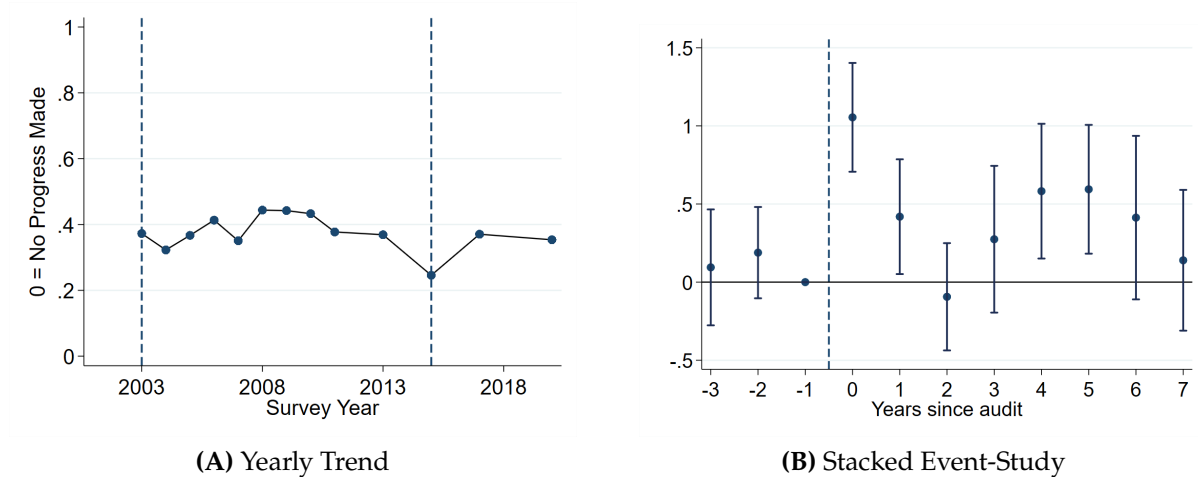 1
.8
.6
.4
.2
0
0 = No Progress Made
2003 2008 2013 2018
Survey Year
(A) Yearly Trend
1.5
1
.5
0
-.5
-3 -2 -1 0 1 2 3 4 5 6 7
Years since audit
(B) Stacked Event-Study